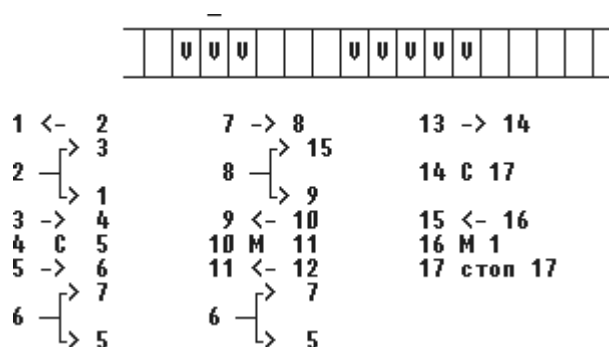 V V V V V V V V
1 <- 2 7 -> 8 13 -> 14
2 3 1 8 15 9 14 С 17
3 -> 4 9 <- 10 15 <- 16
4 С 5 10 М 11 16 М 1
5 -> 6 11 <- 12 17 стоп 17
6 7 5 6 7 5